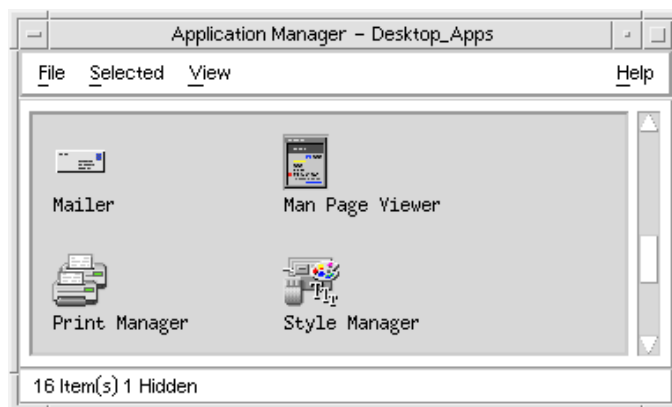 Application Manager – Desktop_Apps
File Selected View Help
Mailer Man Page Viewer
Print Manager Style Manager
16 Item(s) 1 Hidden